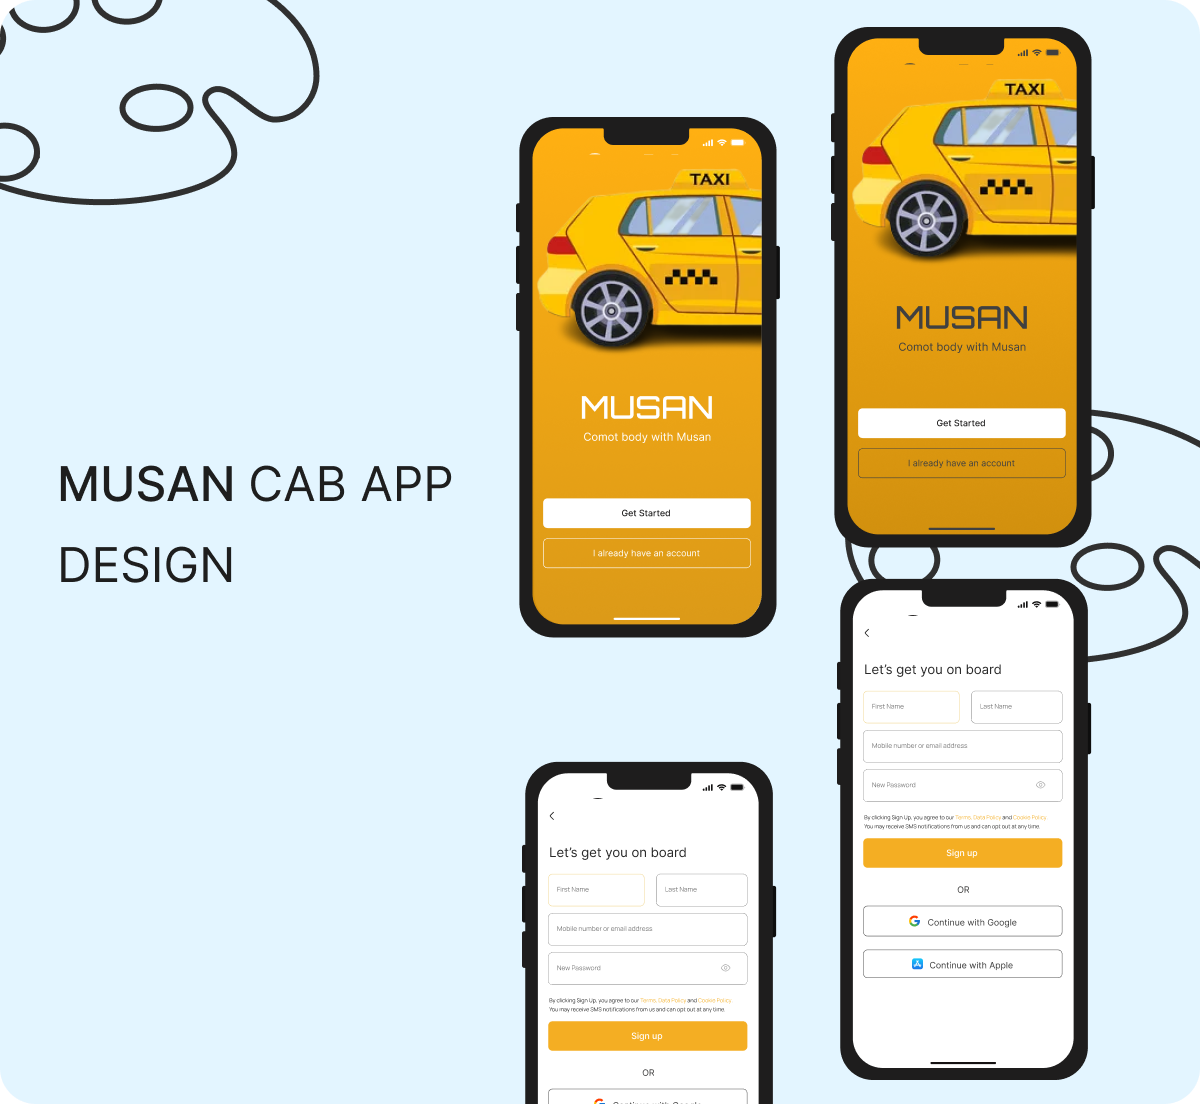 MUSAN CAB APP
DESIGN
TAXI
MUSAN
Comot body with Musan
Get Started
I already have an account
TAXI
MUSAN
Comot body with Musan
Get Started
I already have an account
Let's get you on board
First Name
Last Name
Mobile number or email address
New Password
By clicking Sign Up, you agree to our Terms, Data Policy and Cookie Policy.
You may receive SMS notifications from us and can opt out at any time.
Sign up
OR
Continue with Google
Let's get you on board
First Name
Last Name
Mobile number or email address
New Password
By clicking Sign Up, you agree to our Terms, Data Policy and Cookie Policy.
You may receive SMS notifications from us and can opt out at any time.
Sign up
OR
Continue with Google
Continue with Apple